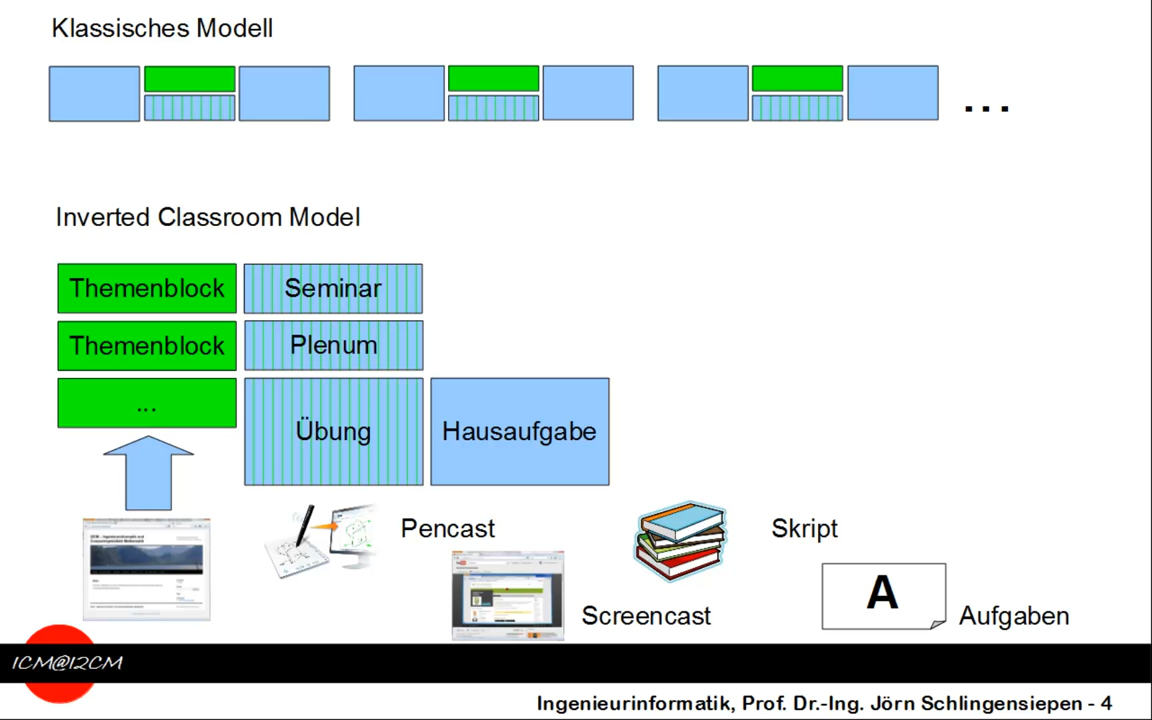 Klassisches Modell
...
Inverted Classroom Model
Themenblock
Seminar
Themenblock
Plenum
...
Übung
Hausaufgabe
Pencast
Skript
A
Screencast
Aufgaben
ICM@I2CM
Ingenieurinformatik, Prof. Dr.-Ing. Jörn Schlingensiepen - 4